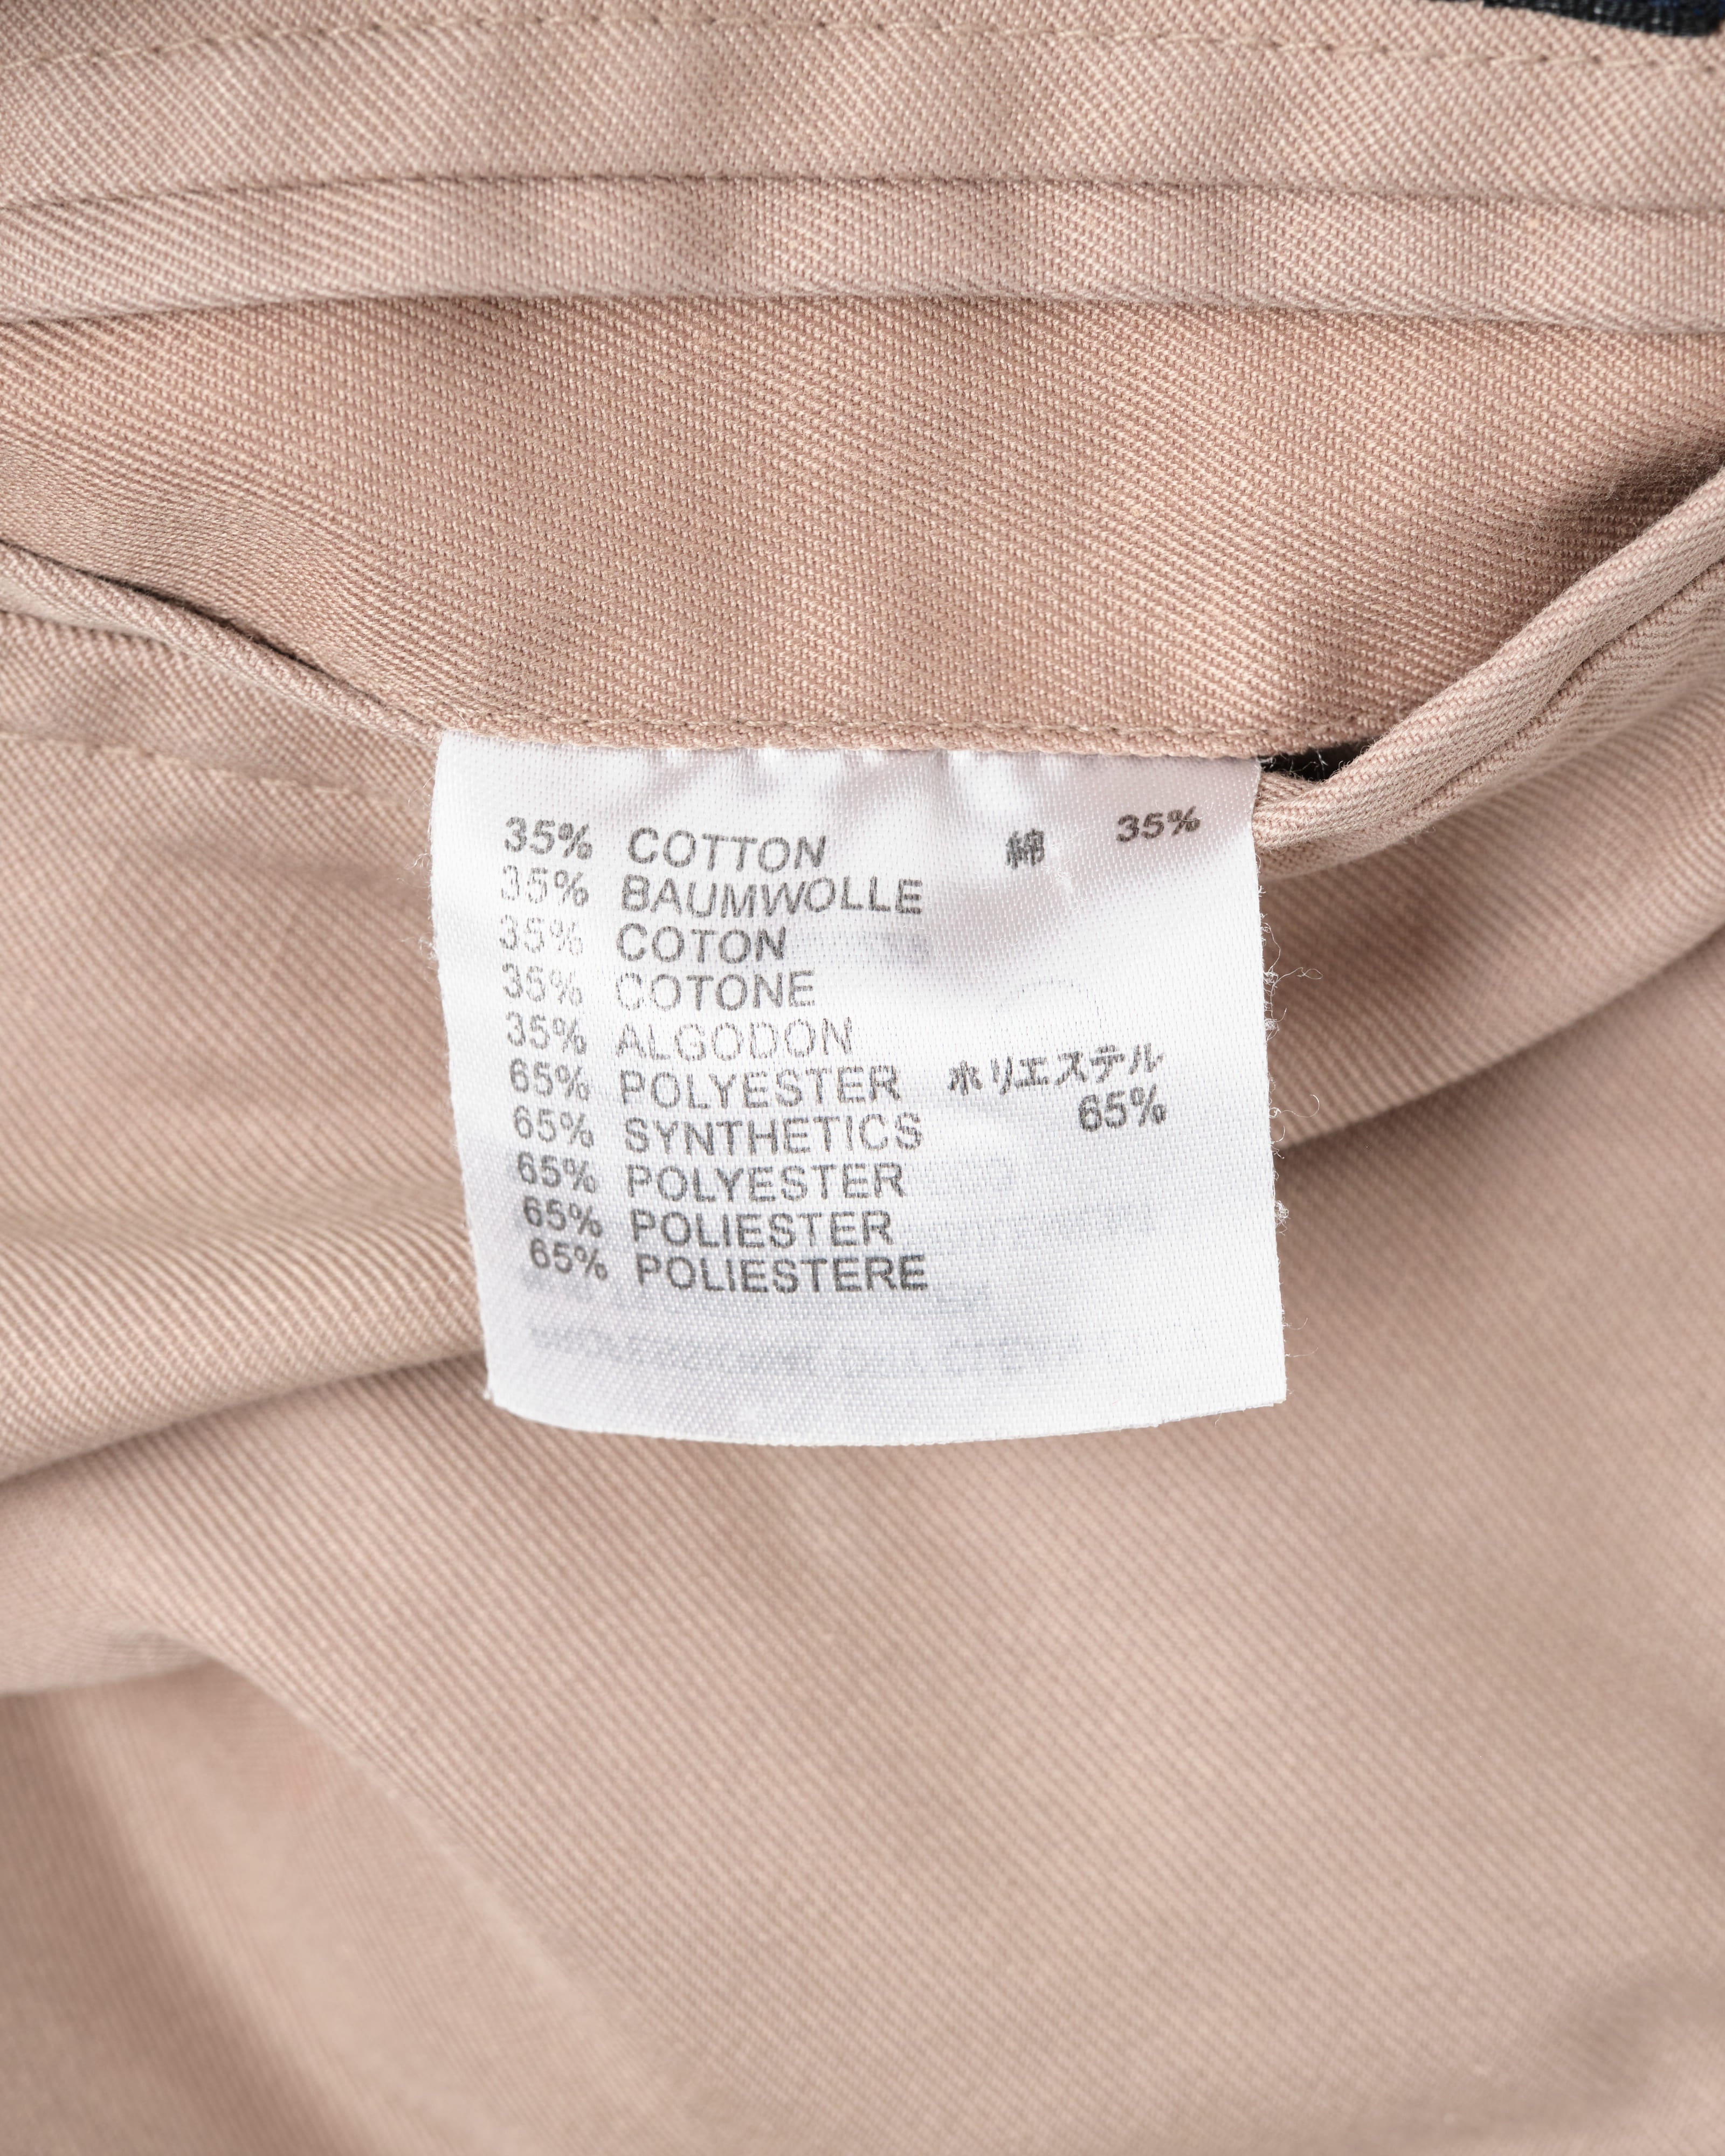 35% COTTON 綿 35%
35% BAUMWOLLE
35% COTON
35% COTONE
35% ALGODON
65% POLYESTER ポリエステル
65% SYNTHETICS 65%
65% POLYESTER
65% POLIESTER
65% POLIESTERE